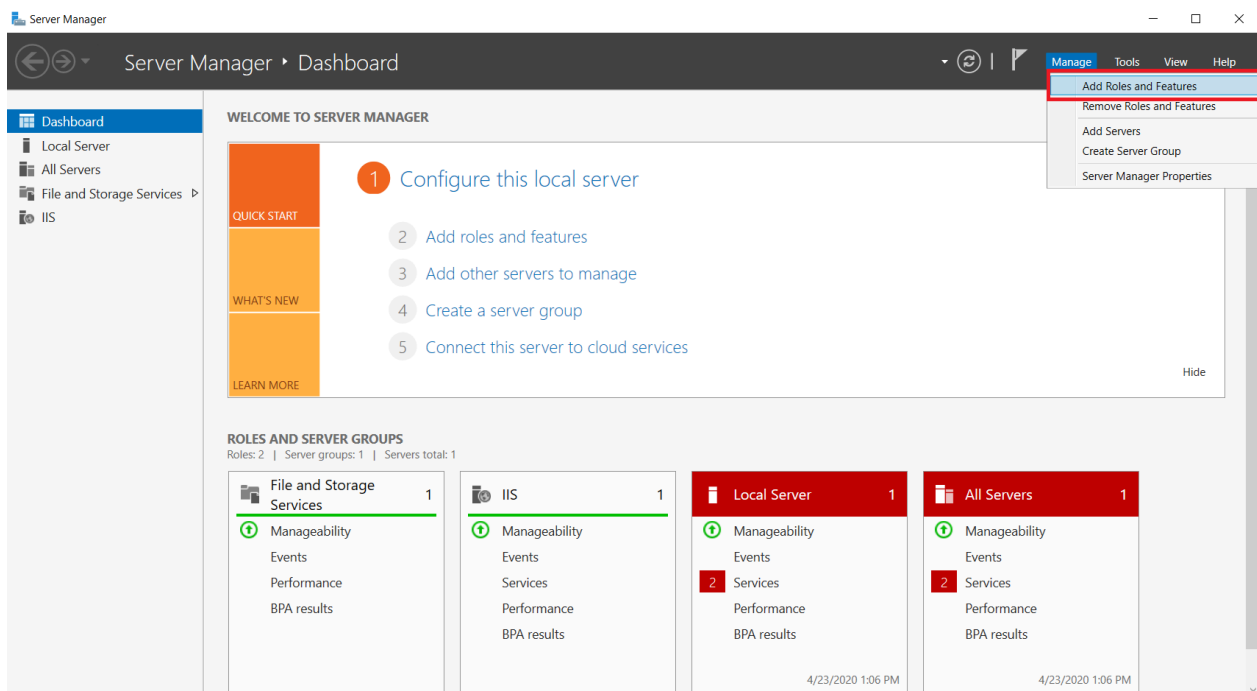 Server Manager
Server Manager • Dashboard
Manage Tools View Help
Add Roles and Features
Remove Roles and Features
Add Servers
Create Server Group
Server Manager Properties
Dashboard
Local Server
All Servers
File and Storage Services
IIS
WELCOME TO SERVER MANAGER
QUICK START
WHAT'S NEW
LEARN MORE
1 Configure this local server
2 Add roles and features
3 Add other servers to manage
4 Create a server group
5 Connect this server to cloud services
Hide
ROLES AND SERVER GROUPS
Roles: 2 | Server groups: 1 | Servers total: 1
File and Storage
Services 1
Manageability
Events
Performance
BPA results
IIS 1
Manageability
Events
Services
Performance
BPA results
Local Server 1
Manageability
Events
2 Services
Performance
BPA results
4/23/2020 1:06 PM
All Servers 1
Manageability
Events
2 Services
Performance
BPA results
4/23/2020 1:06 PM